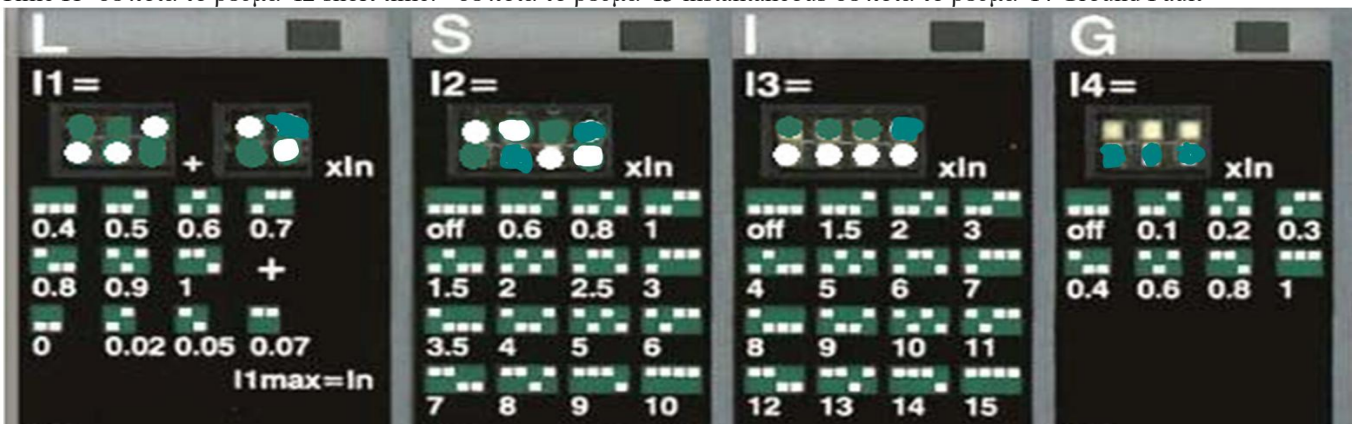 L
I1=
+ xIn
0.4 0.5 0.6 0.7
0.8 0.9 1 +
0 0.02 0.05 0.07
I1max=In
S
I2=
xIn
off 0.6 0.8 1
1.5 2 2.5 3
3.5 4 5 6
7 8 9 10
I
I3=
xIn
off 1.5 2 3
4 5 6 7
8 9 10 11
12 13 14 15
G
I4=
xIn
off 0.1 0.2 0.3
0.4 0.6 0.8 1